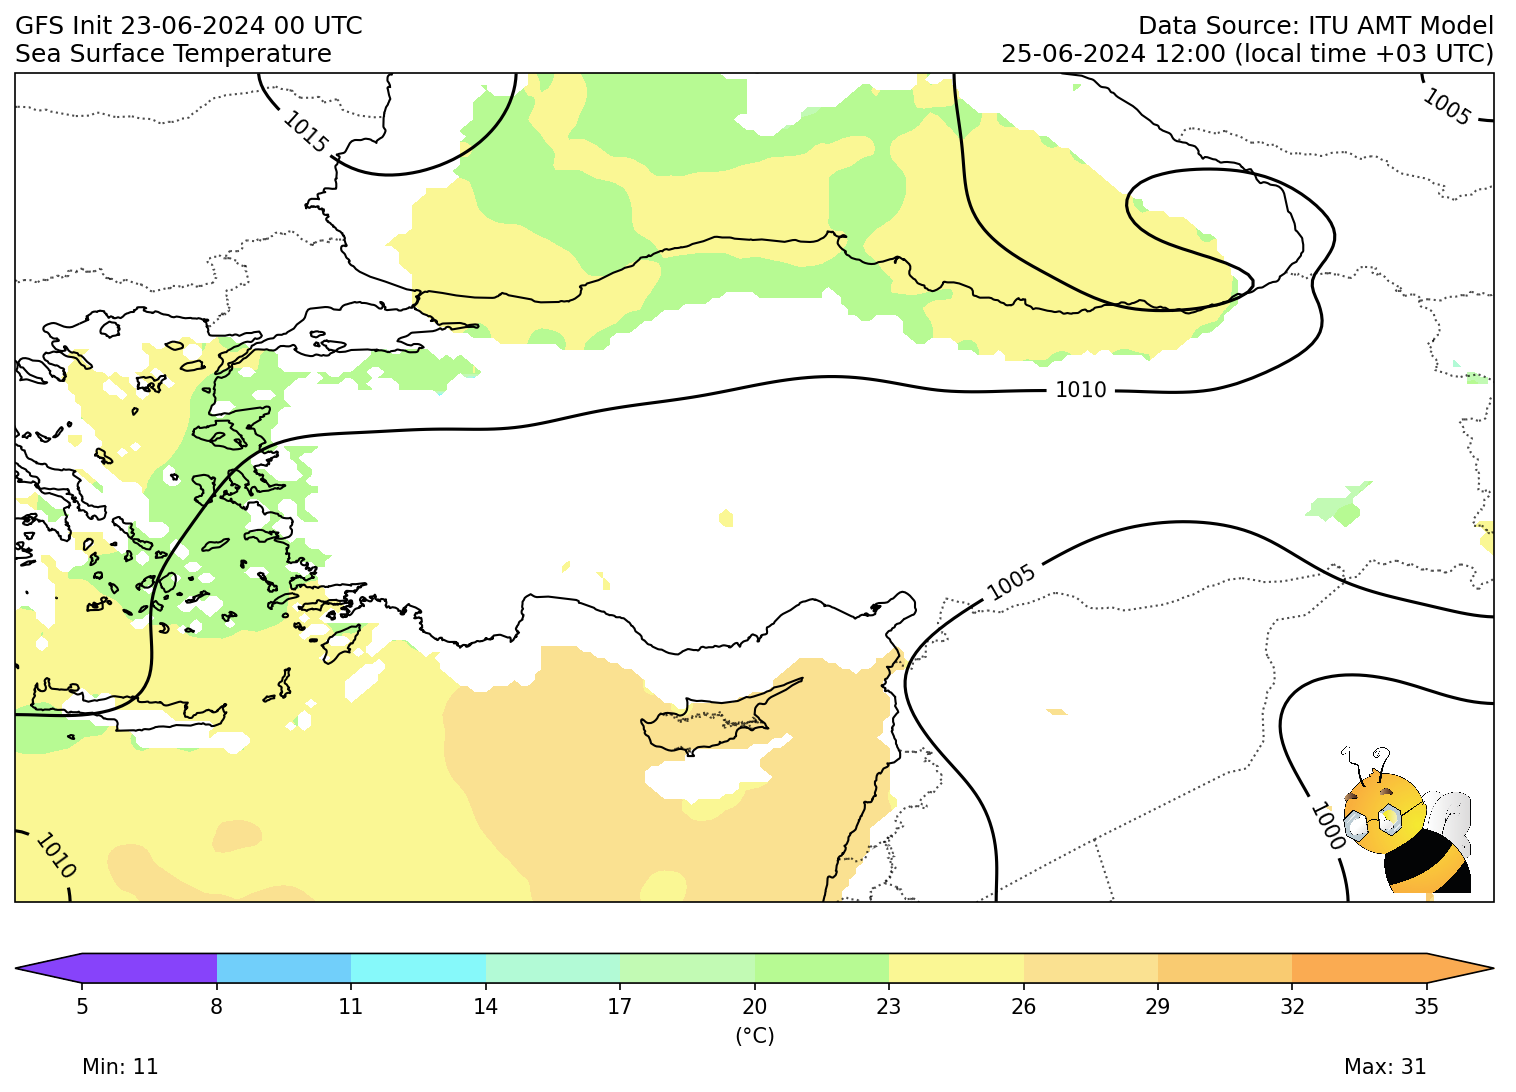 GFS Init 23-06-2024 00 UTC
Data Source: ITU AMT Model
Sea Surface Temperature
25-06-2024 12:00 (local time +03 UTC)
1015
1005
1010
1005
1010
1000
5 8 11 14 17 20 23 26 29 32 35
(°C)
Min: 11
Max: 31